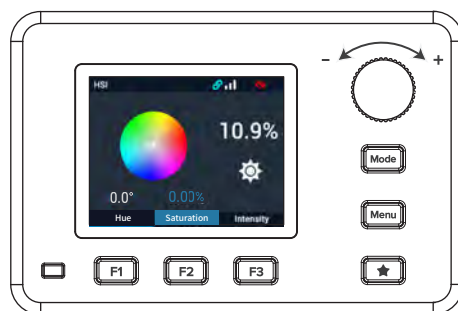 - +
HSI
10.9%
0.0° 0.00%
Hue Saturation Intensity
Mode
Menu
F1 F2 F3